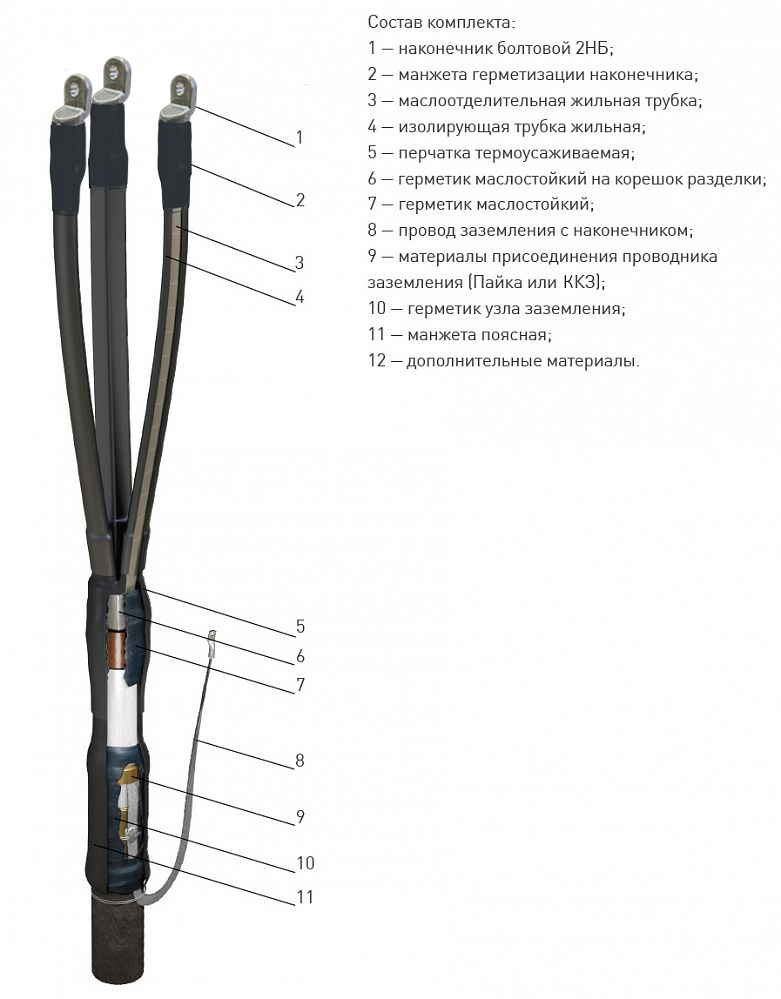 Состав комплекта:
1 — наконечник болтовой 2НБ;
2 — манжета герметизации наконечника;
3 — маслоотделительная жильная трубка;
4 — изолирующая трубка жильная;
5 — перчатка термоусаживаемая;
6 — герметик маслостойкий на корешок разделки;
7 — герметик маслостойкий;
8 — провод заземления с наконечником;
9 — материалы присоединения проводника
заземления (Пайка или ККЗ);
10 — герметик узла заземления;
11 — манжета поясная;
12 — дополнительные материалы.
1
2
3
4
5
6
7
8
9
10
11